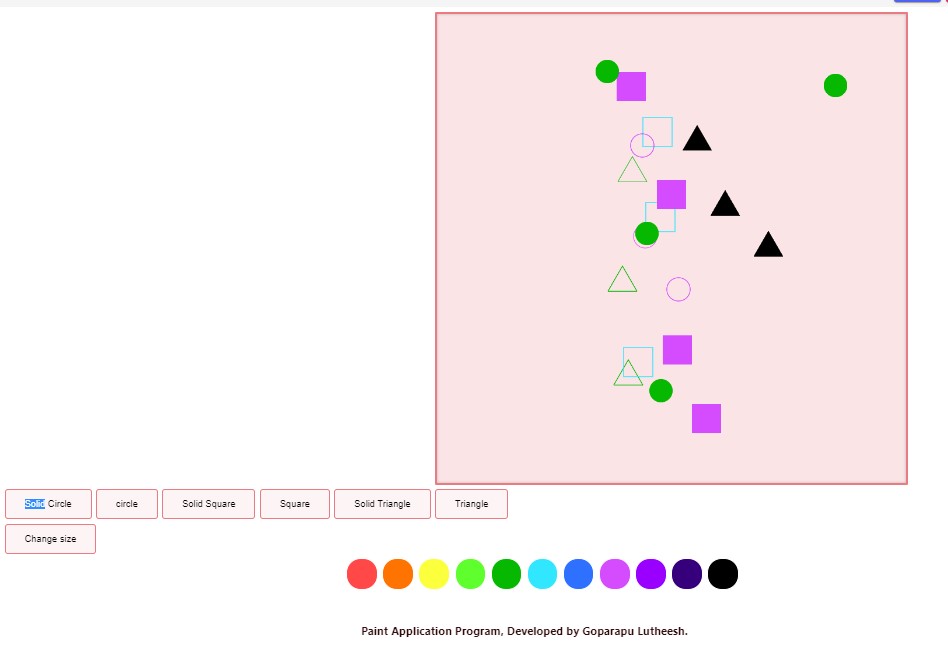 Solid Circle
circle
Solid Square
Square
Solid Triangle
Triangle
Change size
Paint Application Program, Developed by Goparapu Lutheesh.